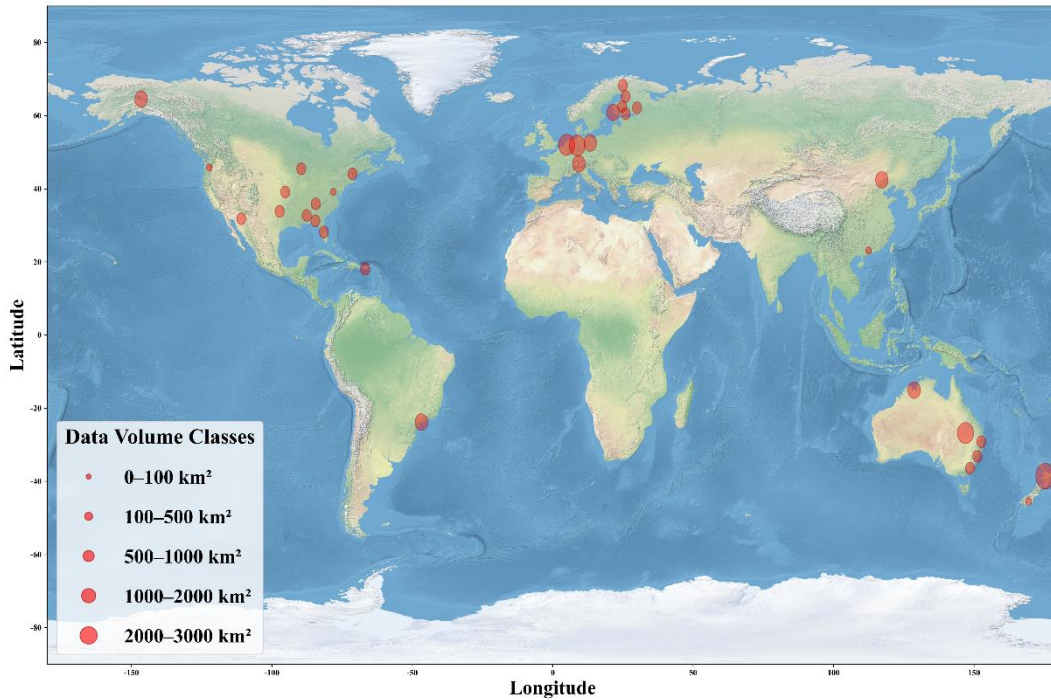 80
60
40
20
0
-20
-40
-60
-80
Latitude
Data Volume Classes
0–100 km²
100–500 km²
500–1000 km²
1000–2000 km²
2000–3000 km²
-150 -100 -50 0 50 100 150
Longitude